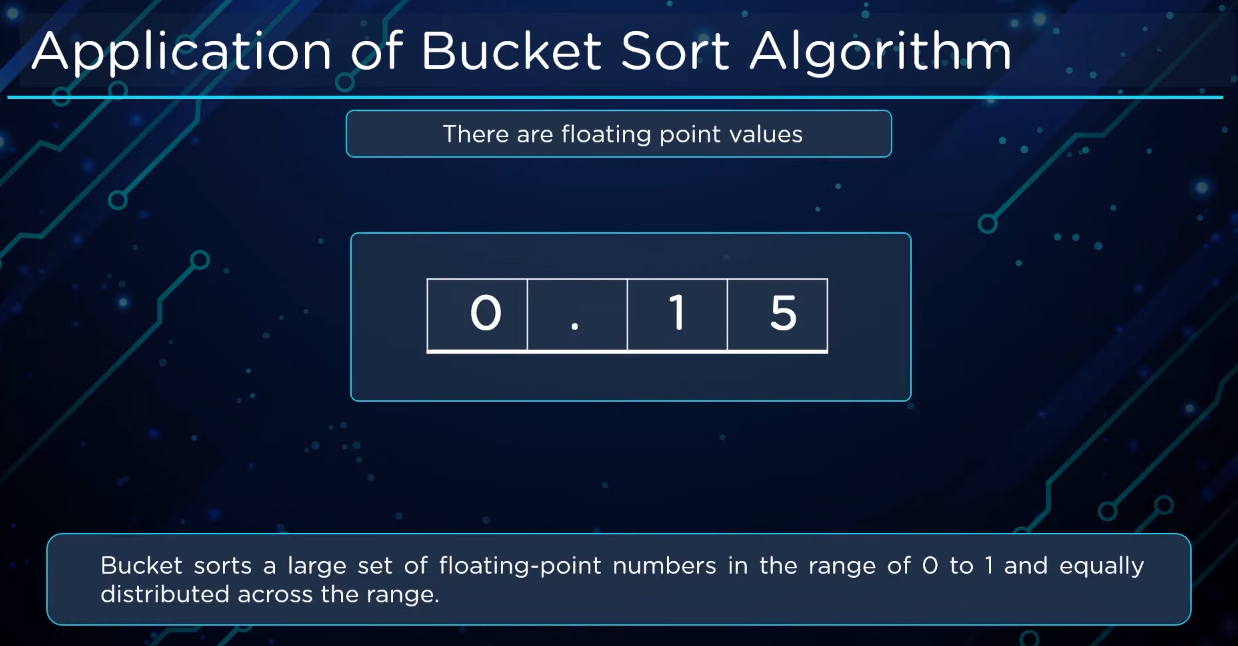 Application of Bucket Sort Algorithm
There are floating point values
0 . 1 5
Bucket sorts a large set of floating-point numbers in the range of 0 to 1 and equally
distributed across the range.